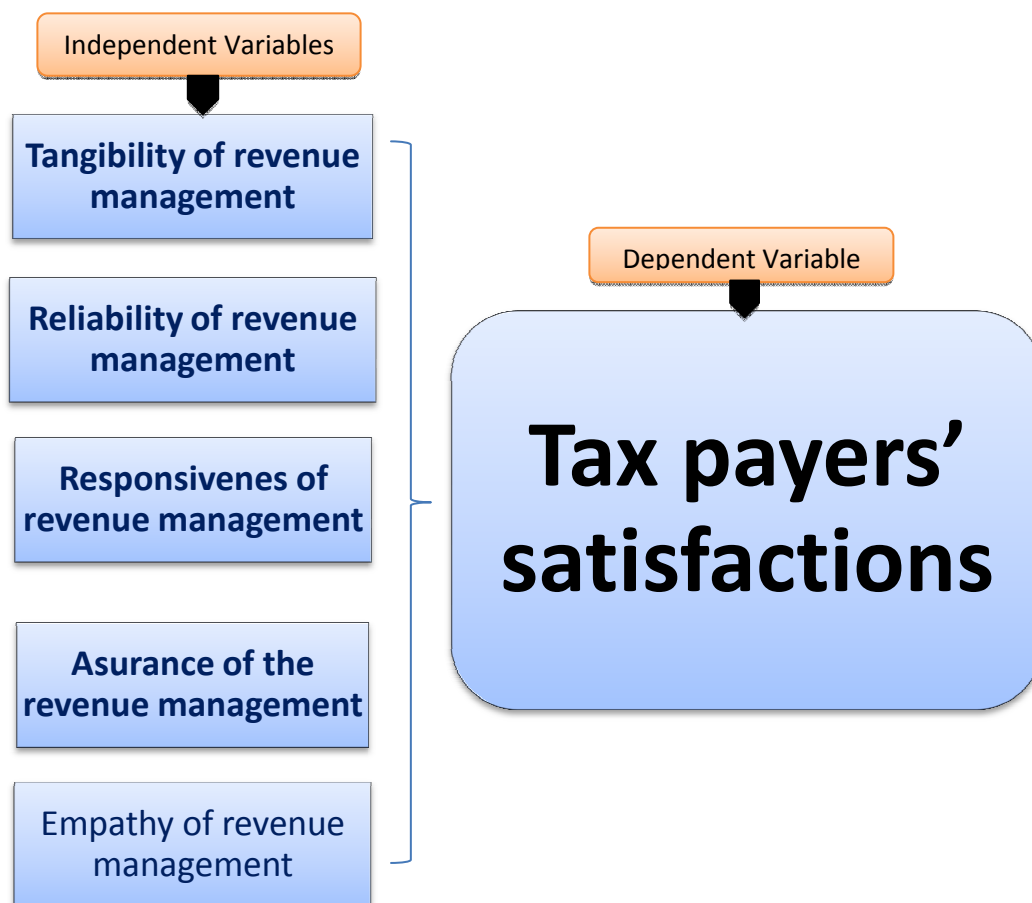 Independent Variables
Tangibility of revenue
management
Reliability of revenue
management
Responsivenes of
revenue management
Asurance of the
revenue management
Empathy of revenue
management
Dependent Variable
Tax payers’
satisfactions